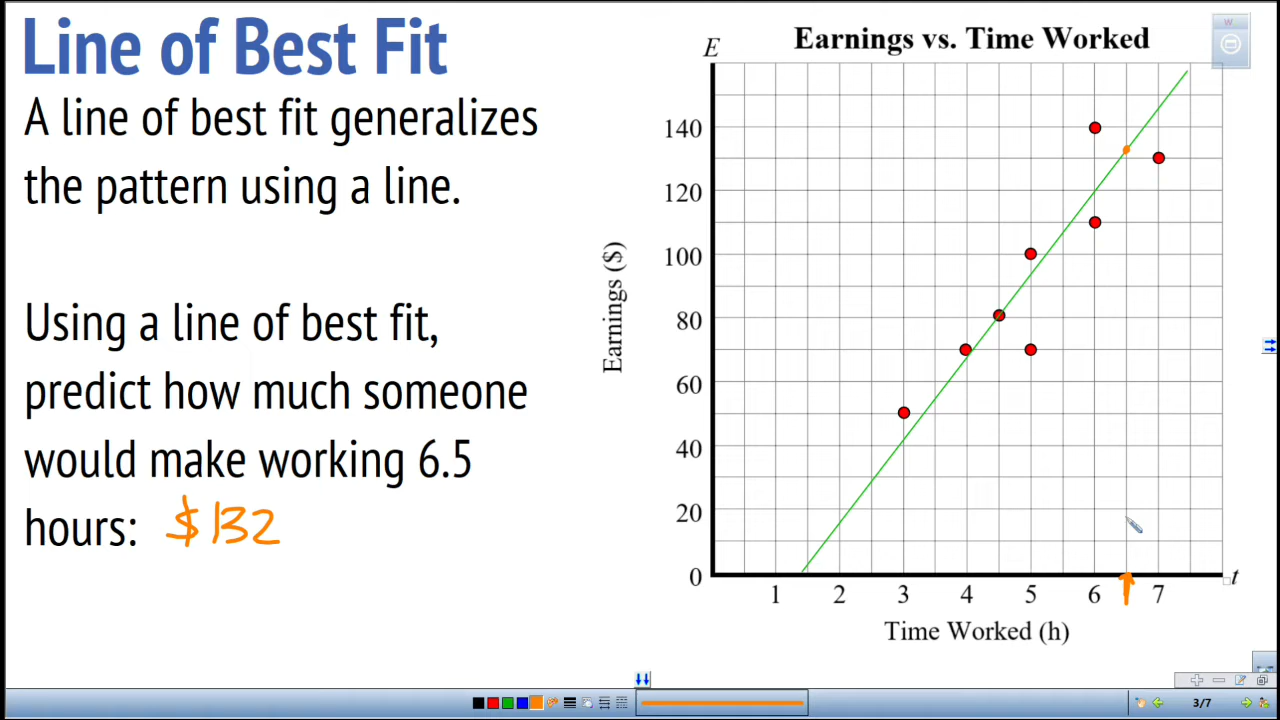 Line of Best Fit
A line of best fit generalizes
the pattern using a line.
Using a line of best fit,
predict how much someone
would make working 6.5
hours: $132
E
Earnings vs. Time Worked
W
140
120
100
80
60
40
20
0
Earnings ($)
t
1 2 3 4 5 6 7
Time Worked (h)
3/7